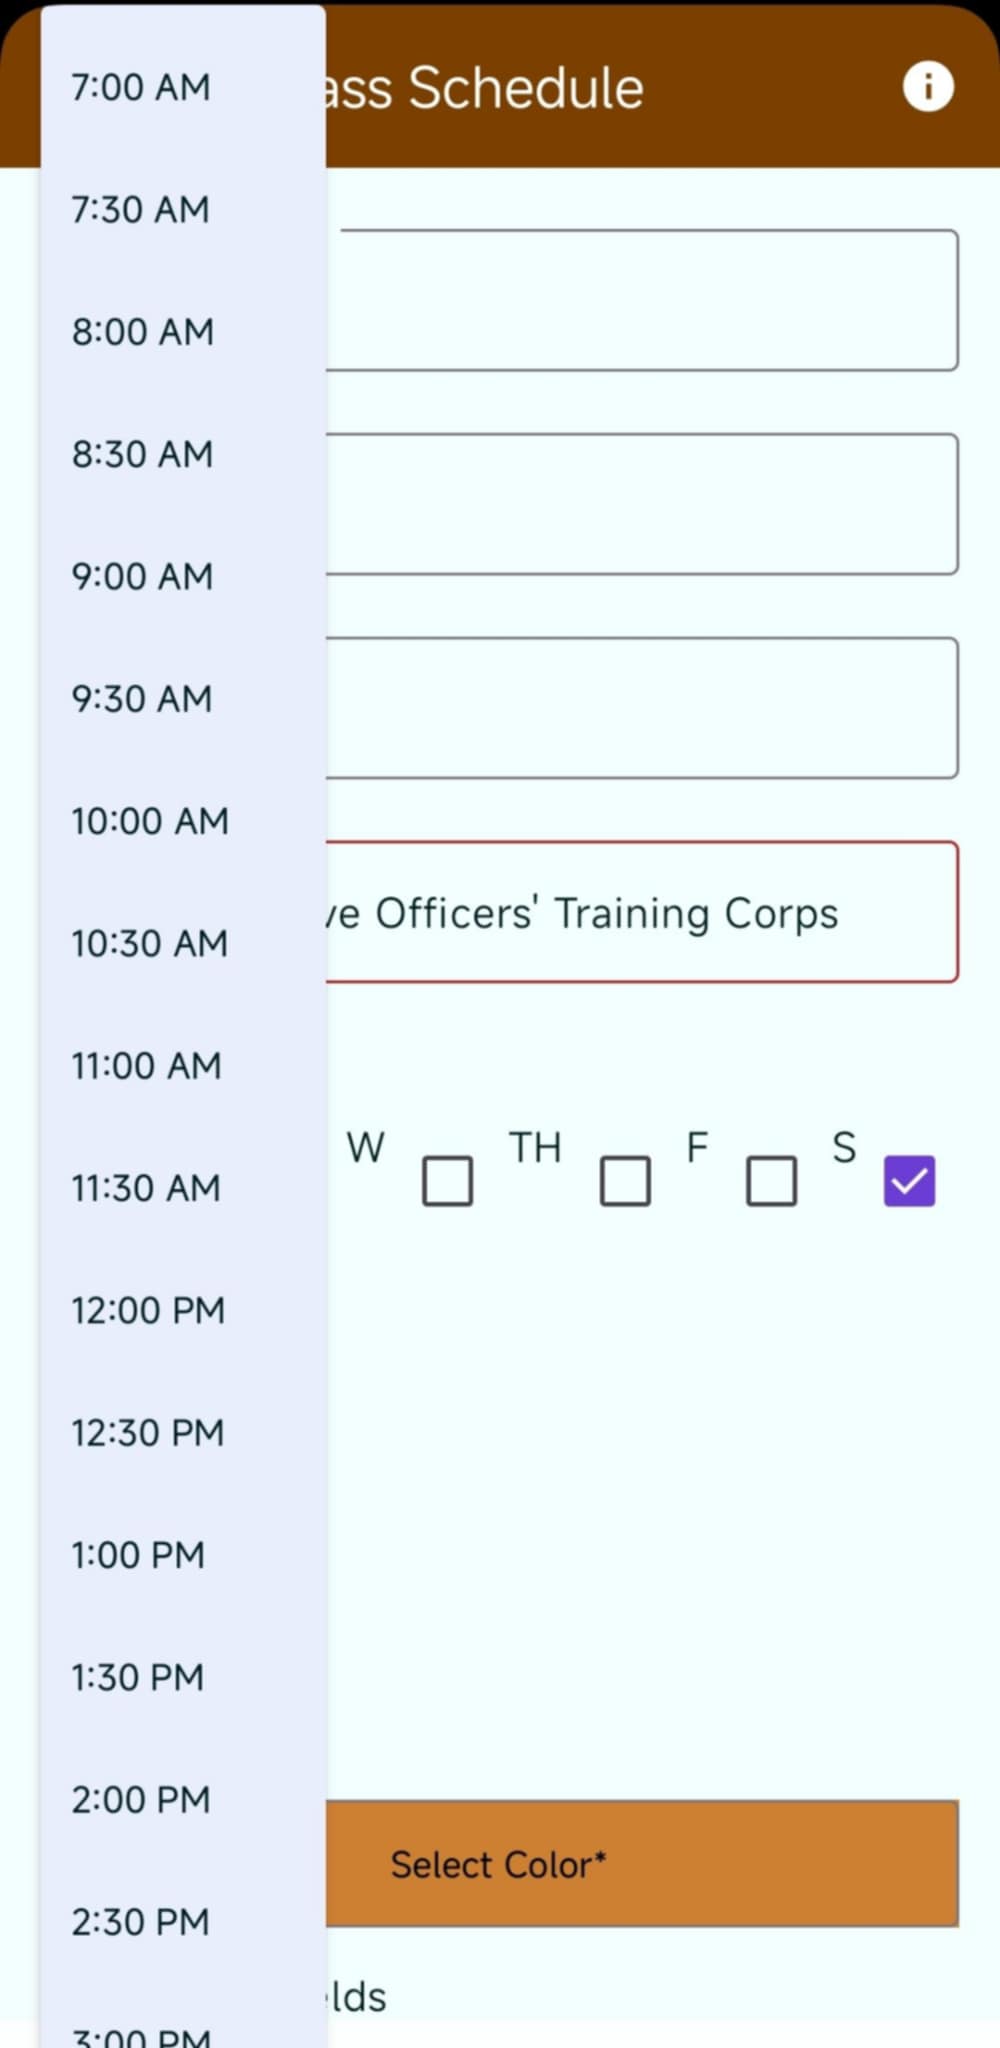 7:00 AM
ass Schedule
7:30 AM
8:00 AM
8:30 AM
9:00 AM
9:30 AM
10:00 AM
ve Officers' Training Corps
10:30 AM
11:00 AM
W TH F S
11:30 AM
12:00 PM
12:30 PM
1:00 PM
1:30 PM
2:00 PM
Select Color*
2:30 PM
lds
3:00 PM